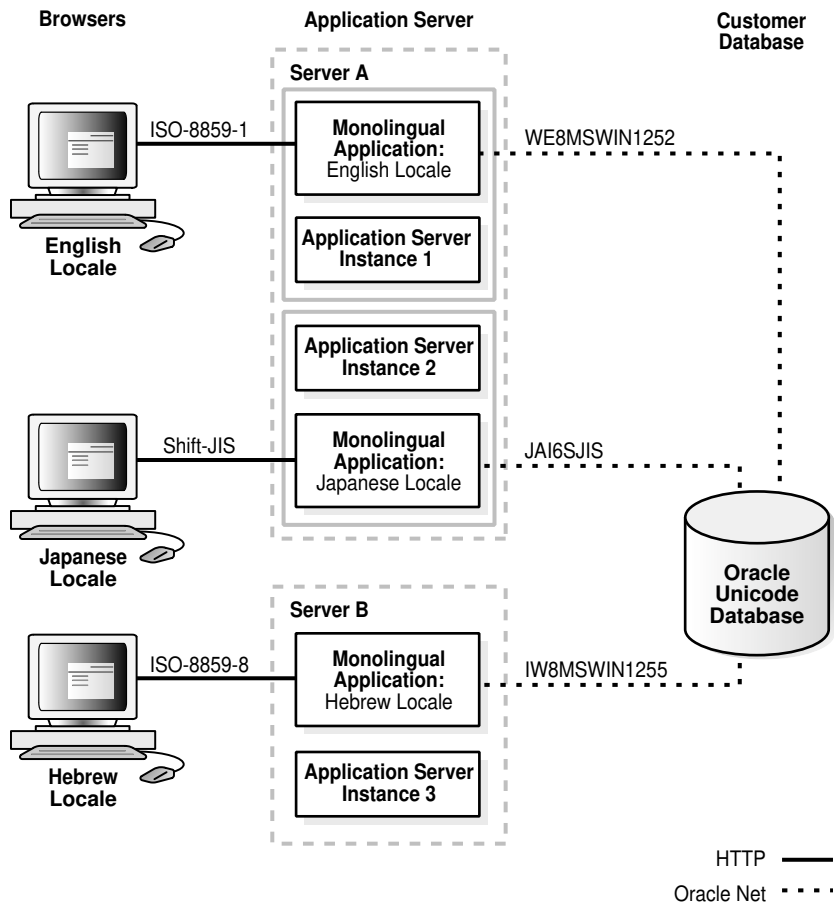 Browsers
Application Server
Customer
Database
Server A
ISO-8859-1
Monolingual
Application:
English Locale
WE8MSWIN1252
English
Locale
Application Server
Instance 1
Application Server
Instance 2
Shift-JIS
Monolingual
Application:
Japanese Locale
JAI6SJIS
Japanese
Locale
Oracle
Unicode
Database
Server B
ISO-8859-8
Monolingual
Application:
Hebrew Locale
IW8MSWIN1255
Hebrew
Locale
Application Server
Instance 3
HTTP
Oracle Net